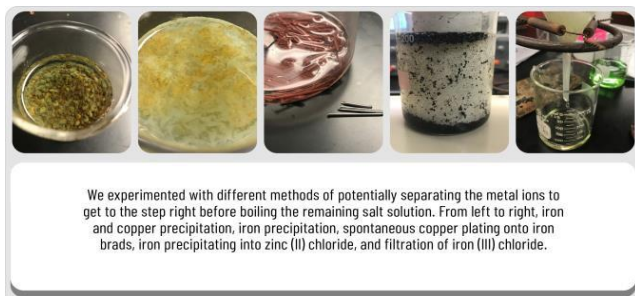 We experimented with different methods of potentially separating the metal ions to
get to the step right before boiling the remaining salt solution. From left to right, iron
and copper precipitation, iron precipitation, spontaneous copper plating onto iron
brads, iron precipitating into zinc (II) chloride, and filtration of iron (III) chloride.